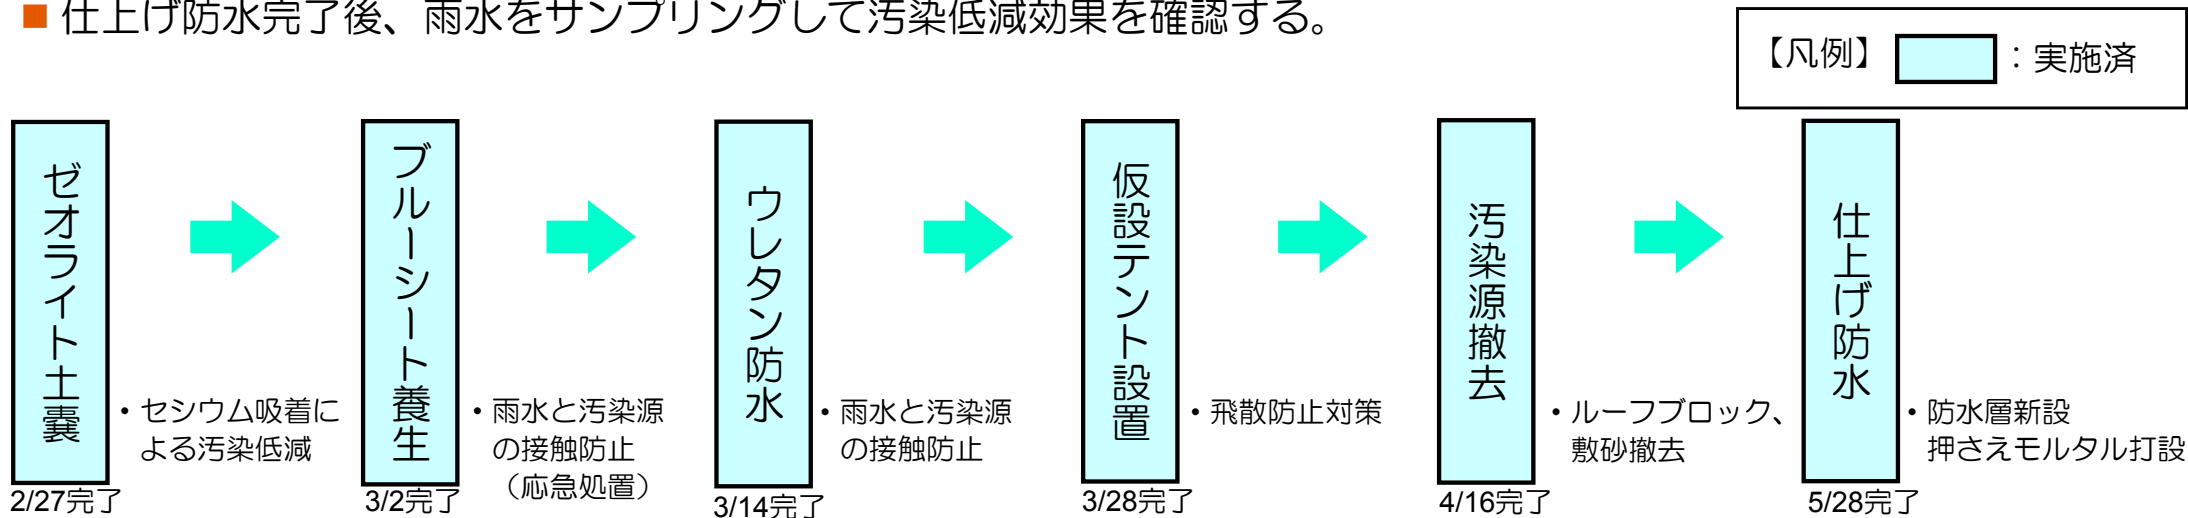 ■ 仕上げ防水完了後、雨水をサンプリングして汚染低減効果を確認する。
【凡例】 ：実施済
ゼオライト土嚢
・セシウム吸着に
よる汚染低減
2/27完了
ブルーシート養生
・雨水と汚染源
の接触防止
（応急処置）
3/2完了
ウレタン防水
・雨水と汚染源
の接触防止
3/14完了
仮設テント設置
・飛散防止対策
3/28完了
汚染源撤去
・ルーフブロック、
敷砂撤去
4/16完了
仕上げ防水
・防水層新設
押さえモルタル打設
5/28完了